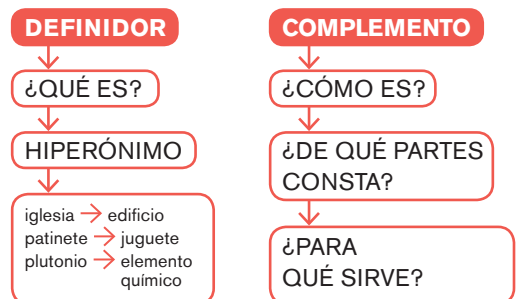 DEFINIDOR
¿QUÉ ES?
HIPERÓNIMO
iglesia → edificio
patinete → juguete
plutonio → elemento
químico
COMPLEMENTO
¿CÓMO ES?
¿DE QUÉ PARTES
CONSTA?
¿PARA
QUÉ SIRVE?